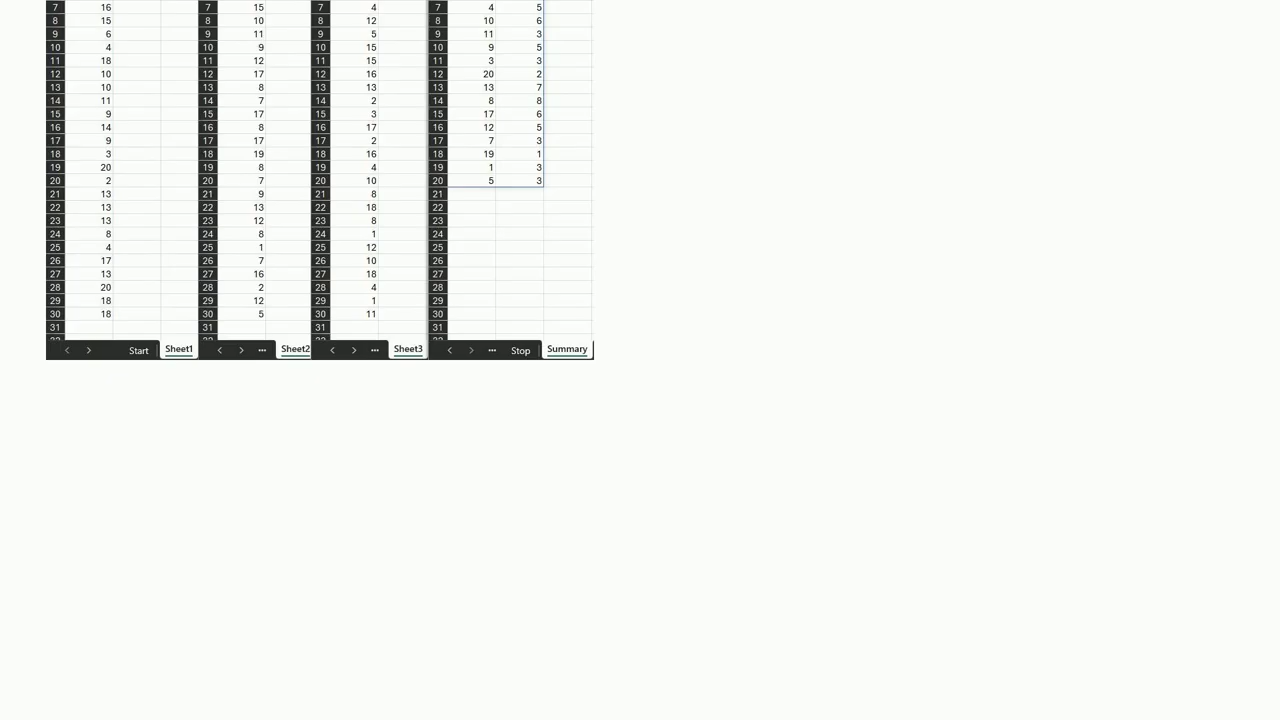 7 16 7 15 7 4 7 4 5
8 15 8 10 8 12 8 10 6
9 6 9 11 9 5 9 11 3
10 4 10 9 10 15 10 9 5
11 18 11 12 11 15 11 3 3
12 10 12 17 12 16 12 20 2
13 10 13 8 13 13 13 13 7
14 11 14 7 14 2 14 8 8
15 9 15 17 15 3 15 17 6
16 14 16 8 16 17 16 12 5
17 9 17 17 17 2 17 7 3
18 3 18 19 18 16 18 19 1
19 20 19 8 19 4 19 1 3
20 2 20 7 20 10 20 5 3
21 13 21 9 21 8 21
22 13 22 13 22 18 22
23 13 23 12 23 8 23
24 8 24 8 24 1 24
25 4 25 1 25 12 25
26 17 26 7 26 10 26
27 13 27 16 27 18 27
28 20 28 2 28 4 28
29 18 29 12 29 1 29
30 18 30 5 30 11 30
31 31 31 31
Start Sheet1 ... Sheet2 ... Sheet3 ... Stop Summary